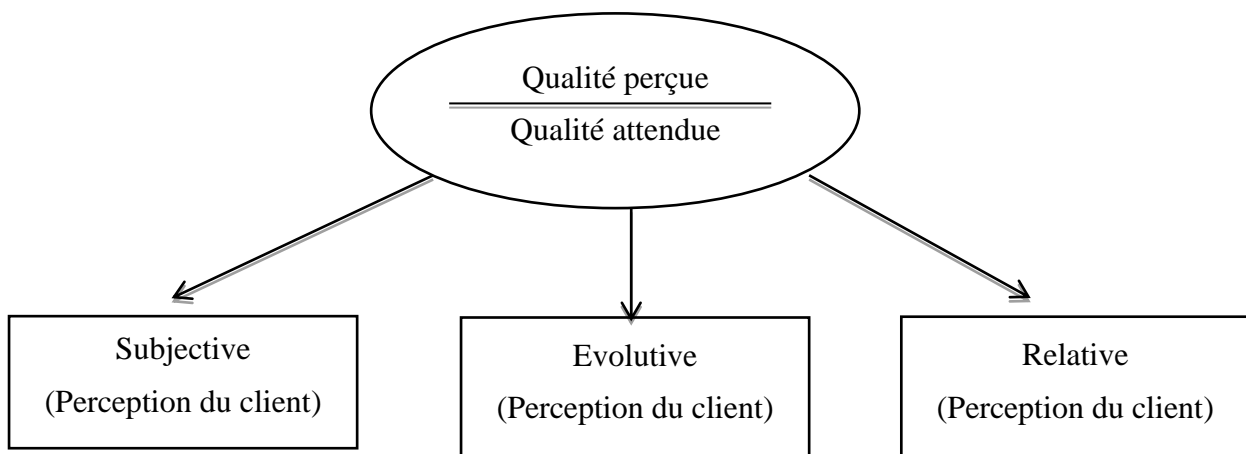 Qualité perçue
Qualité attendue
Subjective
(Perception du client)
Evolutive
(Perception du client)
Relative
(Perception du client)